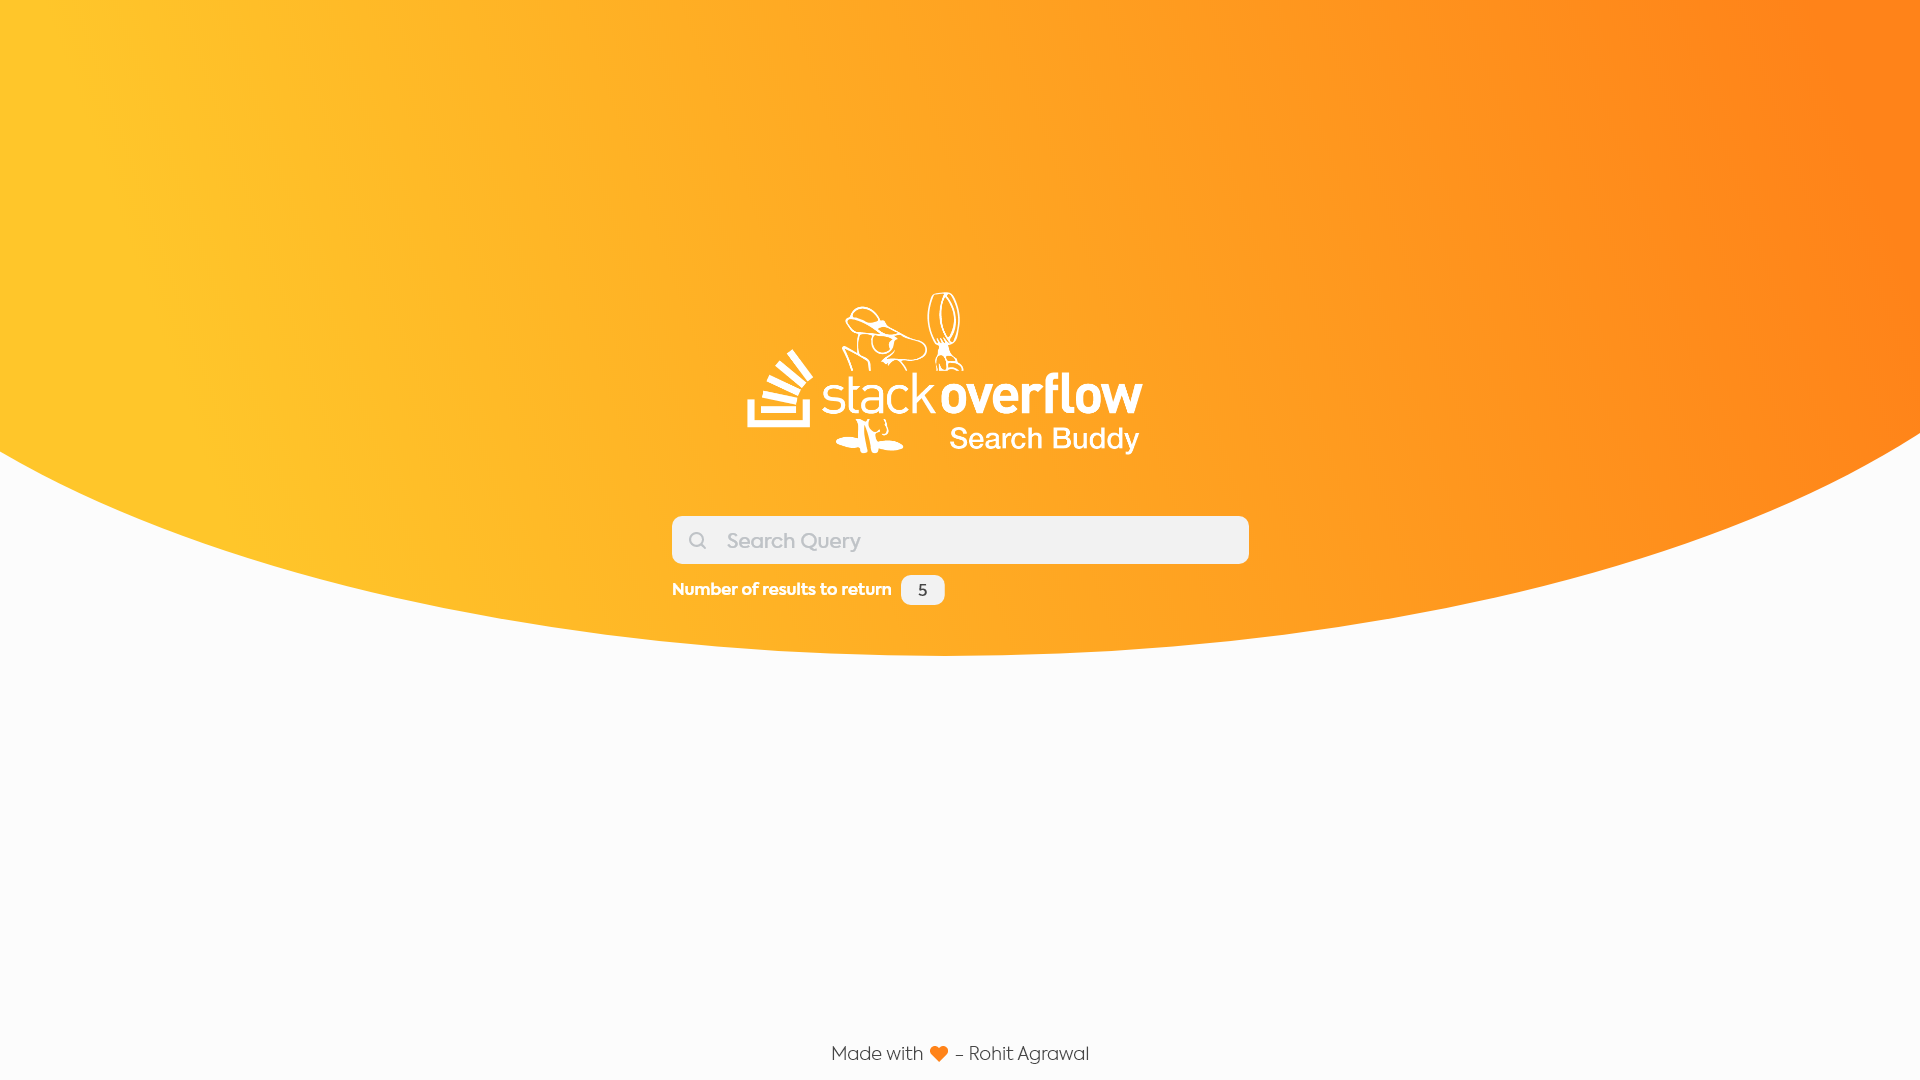 stackoverflow
Search Buddy
Search Query
Number of results to return 5
Made with - Rohit Agrawal